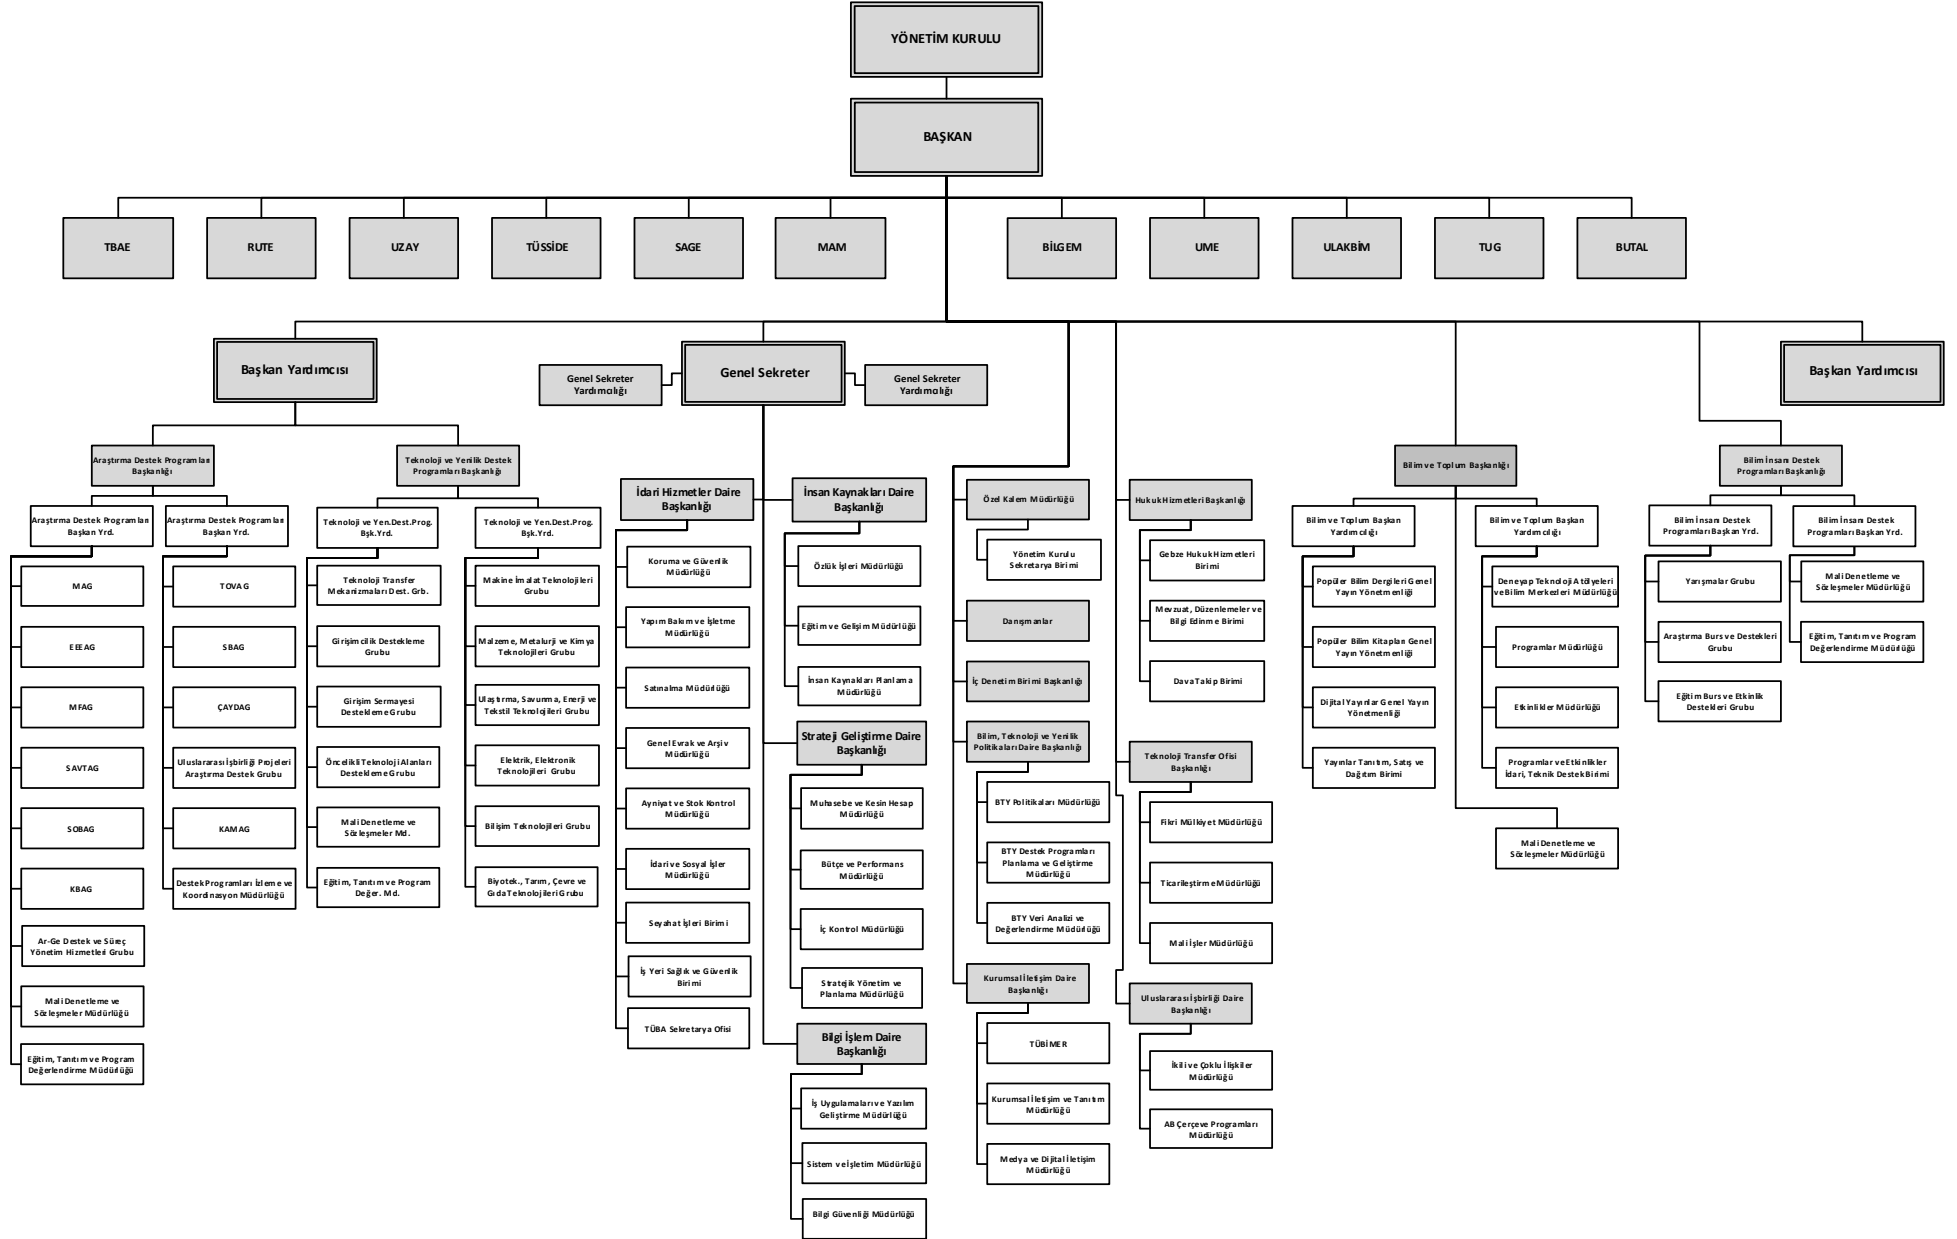 YÖNETİM KURULU
BAŞKAN
TBAE
RUTE
UZAY
TÜSSİDE
SAGE
MAM
BİLGEM
UME
ULAKBİM
TUG
BUTAL
Başkan Yardımcısı
Genel Sekreter
Yardımcılığı
Genel Sekreter
Genel Sekreter
Yardımcılığı
Başkan Yardımcısı
Araştırma Destek Programları
Başkanlığı
Araştırma Destek Programları
Başkan Yrd.
MAG
EEEAG
MFAG
SAVTAG
SOBAG
KBAG
Ar-Ge Destek ve Süreç
Yönetim Hizmetleri Grubu
Mali Denetleme ve
Sözleşmeler Müdürlüğü
Eğitim, Tanıtım ve Program
Değerlendirme Müdürlüğü
Araştırma Destek Programları
Başkan Yrd.
TOVAG
SBAG
ÇAYDAG
Uluslararası İşbirliği Projeleri
Araştırma Destek Grubu
KAMAG
Destek Programları İzleme ve
Koordinasyon Müdürlüğü
Teknoloji ve Yenilik Destek
Programları Başkanlığı
Teknoloji ve Yen.Dest.Prog.
Bşk.Yrd.
Teknoloji Transfer
Mekanizmaları Dest. Grb.
Girişimcilik Destekleme
Grubu
Girişim Sermayesi
Destekleme Grubu
Öncelikli Teknoloji Alanları
Destekleme Grubu
Mali Denetleme ve
Sözleşmeler Md.
Eğitim, Tanıtım ve Program
Değer. Md.
Teknoloji ve Yen.Dest.Prog.
Bşk.Yrd.
Makine İmalat Teknolojileri
Grubu
Malzeme, Metalurji ve Kimya
Teknolojileri Grubu
Ulaştırma, Savunma, Enerji ve
Tekstil Teknolojileri Grubu
Elektrik, Elektronik
Teknolojileri Grubu
Bilişim Teknolojileri Grubu
Biyotek., Tarım, Çevre ve
Gıda Teknolojileri Grubu
İdari Hizmetler Daire
Başkanlığı
Koruma ve Güvenlik
Müdürlüğü
Yapım Bakım ve İşletme
Müdürlüğü
Satınalma Müdürlüğü
Genel Evrak ve Arşiv
Müdürlüğü
Ayniyat ve Stok Kontrol
Müdürlüğü
İdari ve Sosyal İşler
Müdürlüğü
Seyahat İşleri Birimi
İş Yeri Sağlık ve Güvenlik
Birimi
TÜBA Sekretarya Ofisi
İnsan Kaynakları Daire
Başkanlığı
Özlük İşleri Müdürlüğü
Eğitim ve Gelişim Müdürlüğü
İnsan Kaynakları Planlama
Müdürlüğü
Strateji Geliştirme Daire
Başkanlığı
Muhasebe ve Kesin Hesap
Müdürlüğü
Bütçe ve Performans
Müdürlüğü
İç Kontrol Müdürlüğü
Stratejik Yönetim ve
Planlama Müdürlüğü
Bilgi İşlem Daire
Başkanlığı
İş Uygulamaları ve Yazılım
Geliştirme Müdürlüğü
Sistem ve İşletim Müdürlüğü
Bilgi Güvenliği Müdürlüğü
Özel Kalem Müdürlüğü
Yönetim Kurulu
Sekretarya Birimi
Danışmanlar
İç Denetim Birimi Başkanlığı
Bilim, Teknoloji ve Yenilik
Politikaları Daire Başkanlığı
BTY Politikaları Müdürlüğü
BTY Destek Programları
Planlama ve Geliştirme
Müdürlüğü
BTY Veri Analizi ve
Değerlendirme Müdürlüğü
Kurumsal İletişim Daire
Başkanlığı
TÜBİMER
Kurumsal İletişim ve Tanıtım
Müdürlüğü
Medya ve Dijital İletişim
Müdürlüğü
Hukuk Hizmetleri Başkanlığı
Gebze Hukuk Hizmetleri
Birimi
Mevzuat, Düzenlemeler ve
Bilgi Edinme Birimi
Dava Takip Birimi
Teknoloji Transfer Ofisi
Başkanlığı
Fikri Mülkiyet Müdürlüğü
Ticarileştirme Müdürlüğü
Mali İşler Müdürlüğü
Uluslararası İşbirliği Daire
Başkanlığı
İkili ve Çoklu İlişkiler
Müdürlüğü
AB Çerçeve Programları
Müdürlüğü
Bilim ve Toplum Başkanlığı
Bilim ve Toplum Başkan
Yardımcılığı
Popüler Bilim Dergileri Genel
Yayın Yönetmenliği
Popüler Bilim Kitapları Genel
Yayın Yönetmenliği
Dijital Yayınlar Genel Yayın
Yönetmenliği
Yayınlar Tanıtım, Satış ve
Dağıtım Birimi
Bilim ve Toplum Başkan
Yardımcılığı
Deneyap Teknoloji Atölyeleri
ve Bilim Merkezleri Müdürlüğü
Programlar Müdürlüğü
Etkinlikler Müdürlüğü
Programlar ve Etkinlikler
İdari, Teknik Destek Birimi
Mali Denetleme ve
Sözleşmeler Müdürlüğü
Bilim İnsanı Destek
Programları Başkanlığı
Bilim İnsanı Destek
Programları Başkan Yrd.
Yarışmalar Grubu
Araştırma Burs ve Destekleri
Grubu
Eğitim Burs ve Etkinlik
Destekleri Grubu
Bilim İnsanı Destek
Programları Başkan Yrd.
Mali Denetleme ve
Sözleşmeler Müdürlüğü
Eğitim, Tanıtım ve Program
Değerlendirme Müdürlüğü